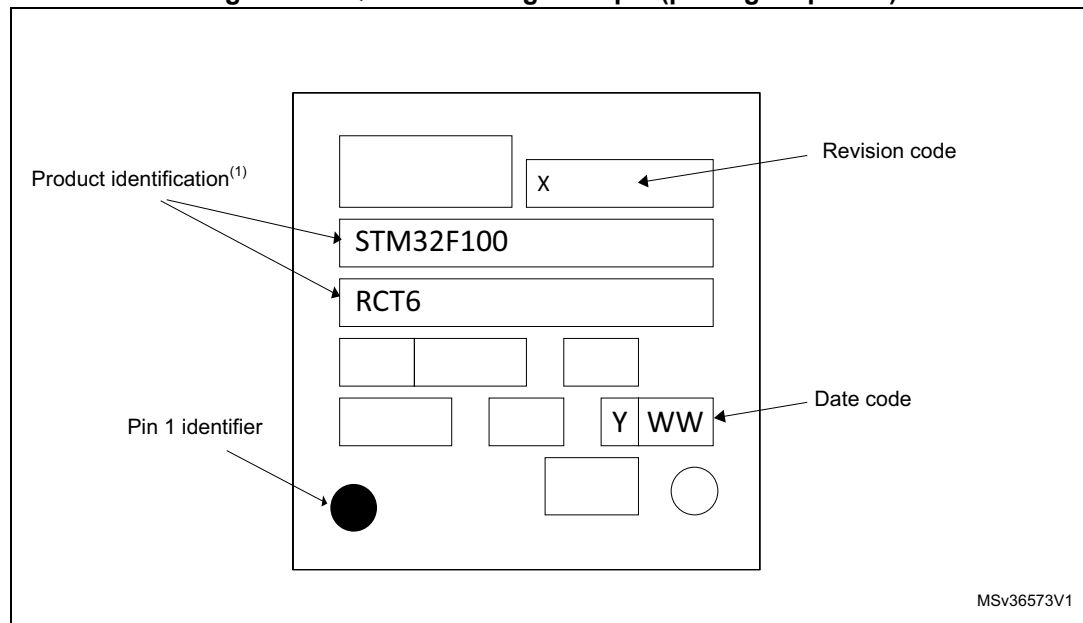 Revision code
Product identification(1)
X
STM32F100
RCT6
Date code
Y WW
Pin 1 identifier
MSv36573V1